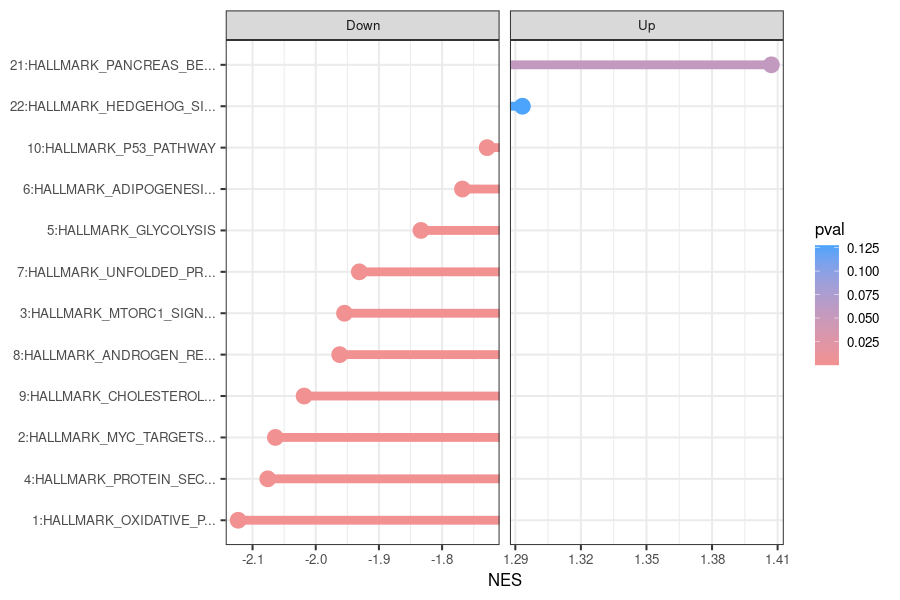 Down
Up
21:HALLMARK_PANCREAS_BE...
22:HALLMARK_HEDGEHOG_SI...
10:HALLMARK_P53_PATHWAY
6:HALLMARK_ADIPOGENESI...
5:HALLMARK_GLYCOLYSIS
7:HALLMARK_UNFOLDED_PR...
3:HALLMARK_MTORC1_SIGN...
8:HALLMARK_ANDROGEN_RE...
9:HALLMARK_CHOLESTEROL...
2:HALLMARK_MYC_TARGETS...
4:HALLMARK_PROTEIN_SEC...
1:HALLMARK_OXIDATIVE_P...
-2.1 -2.0 -1.9 -1.8
1.29 1.32 1.35 1.38 1.41
NES
pval
0.125
0.100
0.075
0.050
0.025